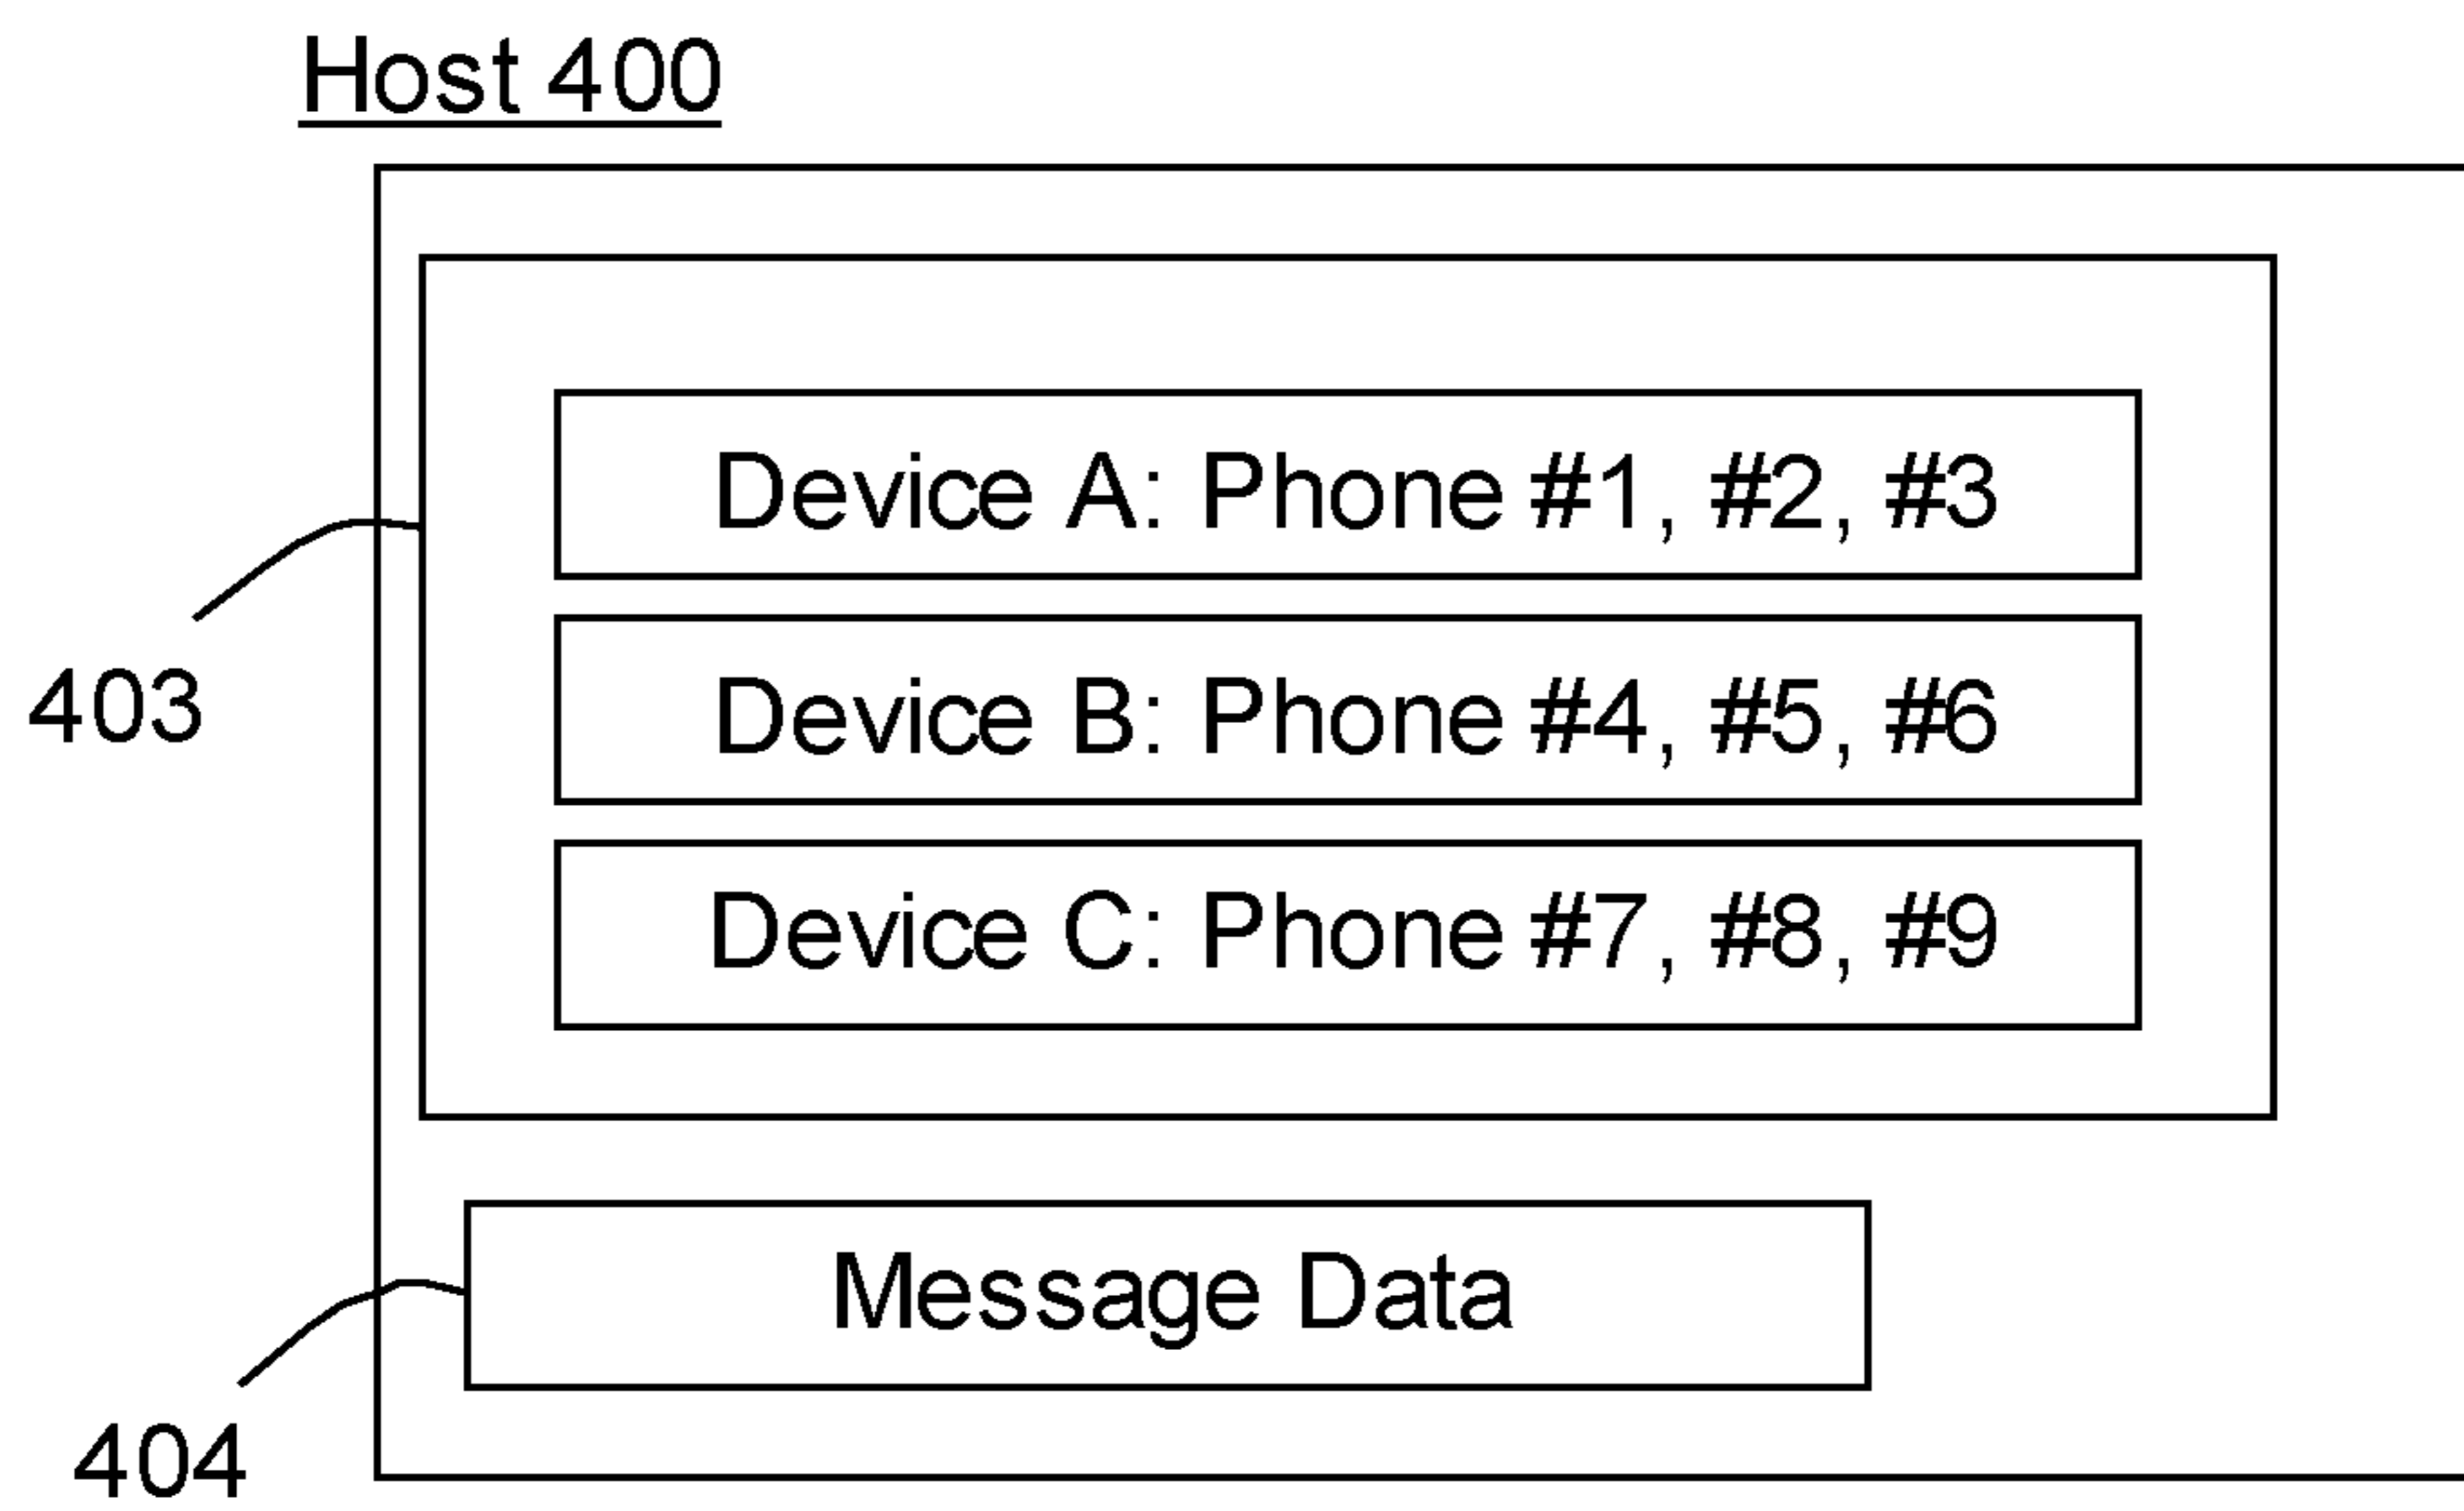 Host 400
Device A: Phone #1, #2, #3
403
Device B: Phone #4, #5, #6
Device C: Phone #7, #8, #9
Message Data
404